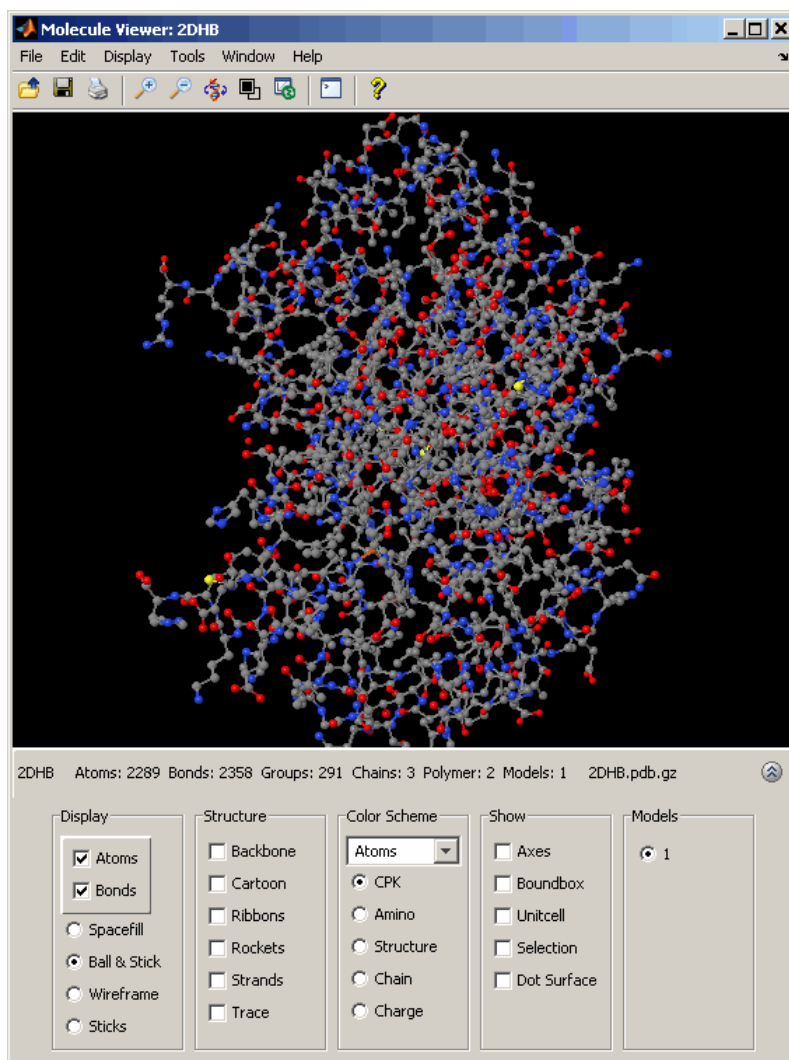 Molecule Viewer: 2DHB
File Edit Display Tools Window Help
2DHB Atoms: 2289 Bonds: 2358 Groups: 291 Chains: 3 Polymer: 2 Models: 1 2DHB.pdb.gz
Display Structure Color Scheme Show Models
Atoms Backbone Atoms Axes 1
Bonds Cartoon CPK Boundbox
Spacefill Ribbons Amino Unitcell
Ball & Stick Rockets Structure Selection
Wireframe Strands Chain Dot Surface
Sticks Trace Charge